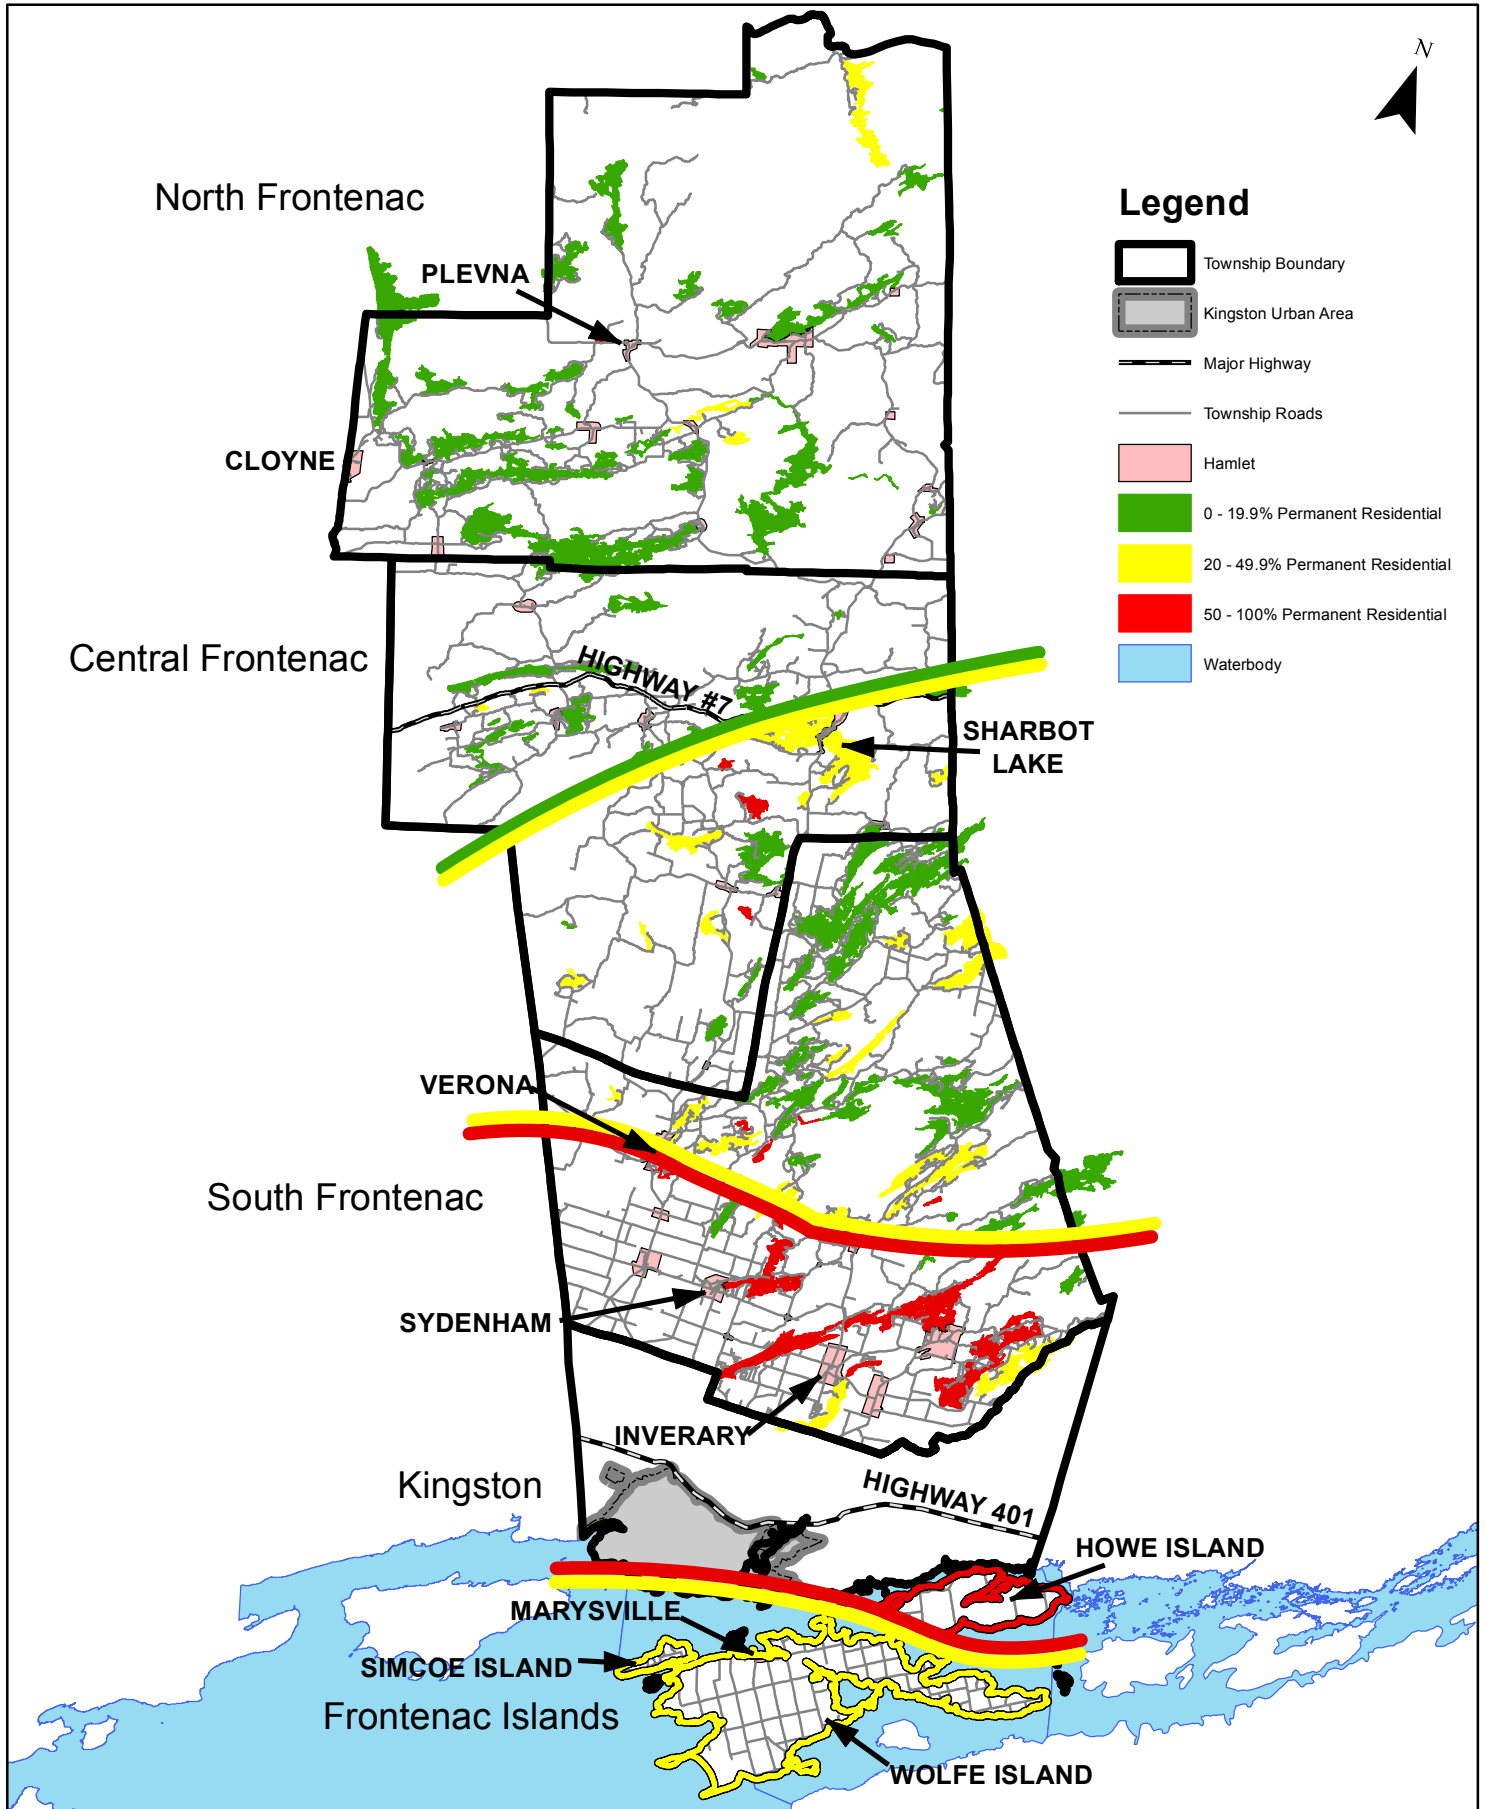 N
North Frontenac
PLEVNA
CLOYNE
Legend
Township Boundary
Kingston Urban Area
Major Highway
Township Roads
Hamlet
0 - 19.9% Permanent Residential
20 - 49.9% Permanent Residential
50 - 100% Permanent Residential
Waterbody
Central Frontenac
HIGHWAY #7
SHARBOT
LAKE
VERONA
South Frontenac
SYDENHAM
INVERARY
Kingston
HIGHWAY 401
HOWE ISLAND
MARYSVILLE
SIMCOE ISLAND
Frontenac Islands
WOLFE ISLAND